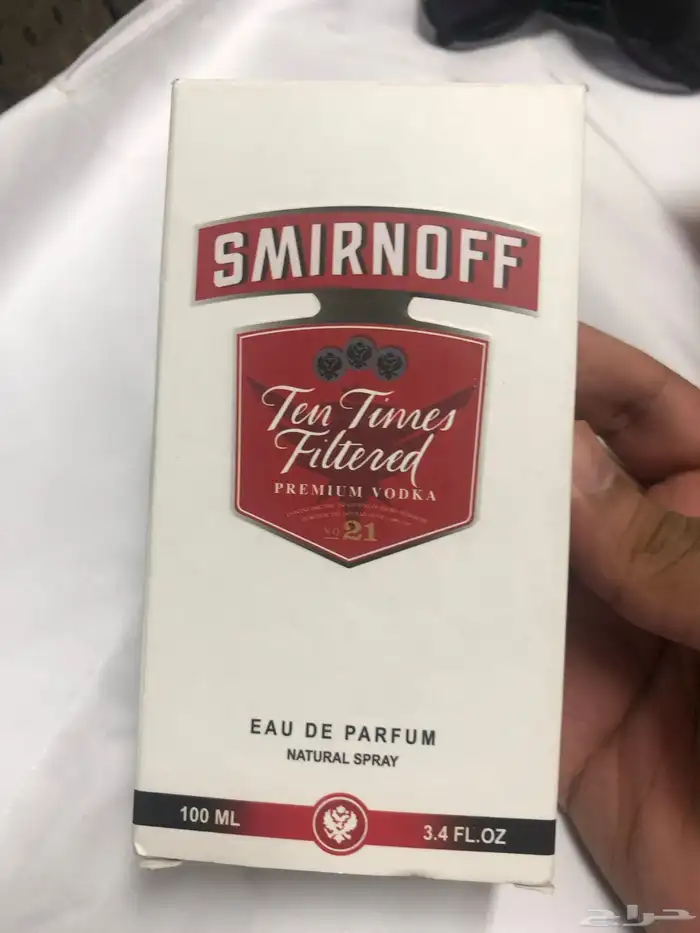 SMIRNOFF
Ten Times
Filtered
PREMIUM VODKA
NO. 21
EAU DE PARFUM
NATURAL SPRAY
100 ML
3.4 FL.OZ
حراج